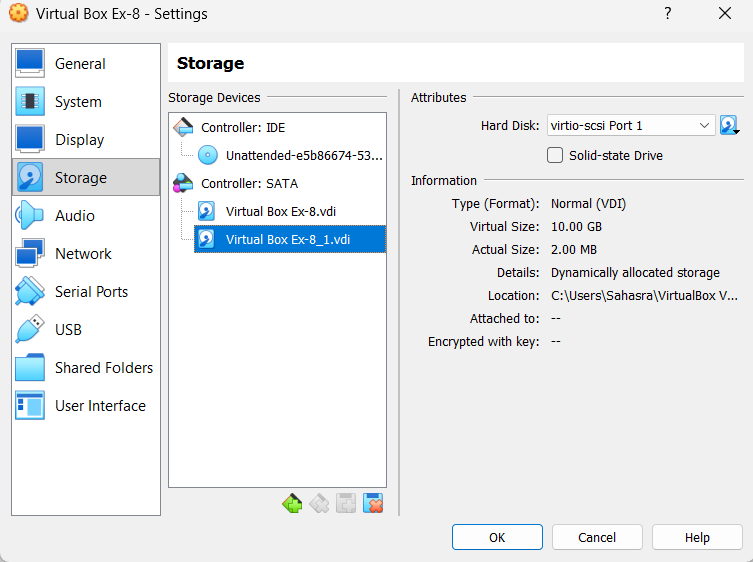 Virtual Box Ex-8 - Settings
?
General
System
Display
Storage
Audio
Network
Serial Ports
USB
Shared Folders
User Interface
Storage
Storage Devices
Controller: IDE
Unattended-e5b86674-53...
Controller: SATA
Virtual Box Ex-8.vdi
Virtual Box Ex-8_1.vdi
Attributes
Hard Disk: virtio-scsi Port 1
Solid-state Drive
Information
Type (Format): Normal (VDI)
Virtual Size: 10.00 GB
Actual Size: 2.00 MB
Details: Dynamically allocated storage
Location: C:\Users\Sahasra\VirtualBox V...
Attached to: --
Encrypted with key: --
OK
Cancel
Help